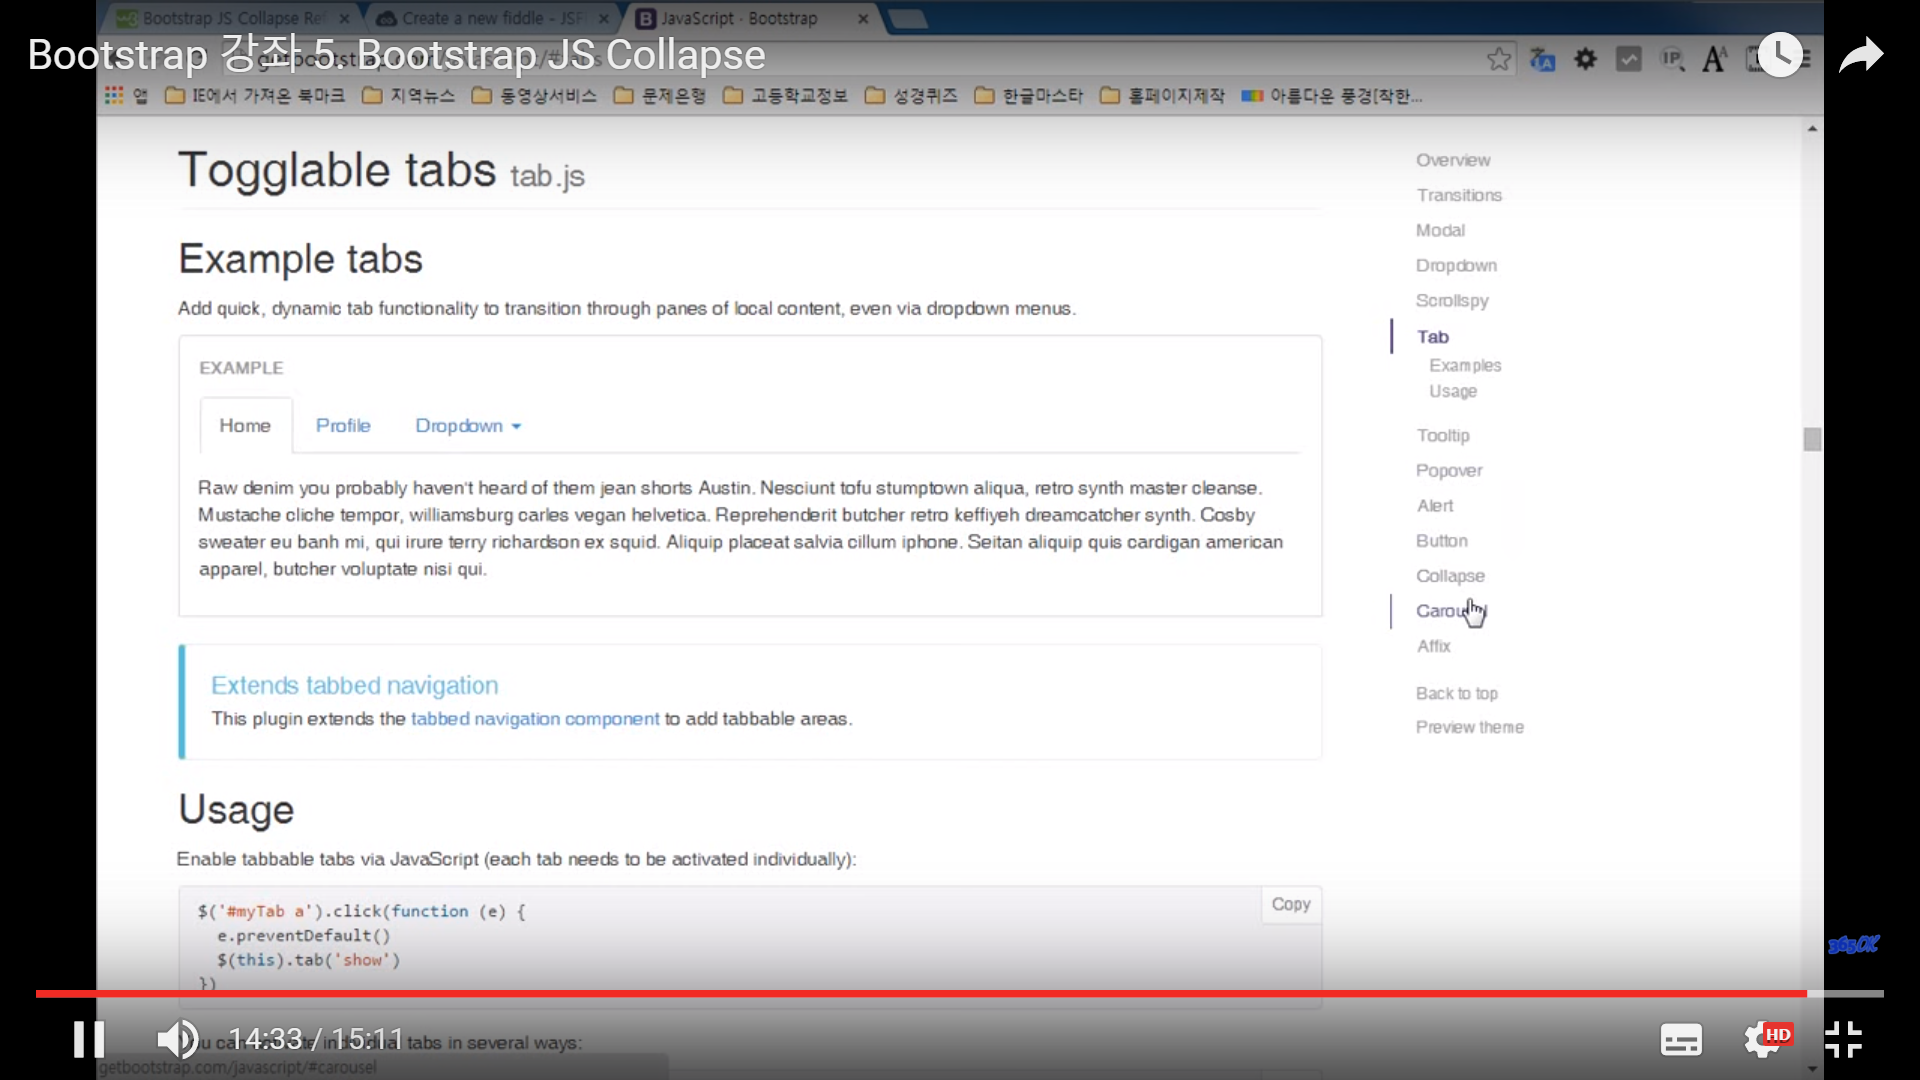 Bootstrap JS Collapse Re
Create a new fiddle - JSF
JavaScript · Bootstrap
Bootstrap 강좌 5. Bootstrap JS Collapse
앱 IE에서 가져온 북마크 지역뉴스 동영상서비스 문제은행 고등학교정보 성경퀴즈 한글마스타 홈페이지제작 아름다운 풍경[착한...
Togglable tabs tab.js
Example tabs
Add quick, dynamic tab functionality to transition through panes of local content, even via dropdown menus.
EXAMPLE
Home Profile Dropdown
Raw denim you probably haven't heard of them jean shorts Austin. Nesciunt tofu stumptown aliqua, retro synth master cleanse.
Mustache cliche tempor, williamsburg carles vegan helvetica. Reprehenderit butcher retro keffiyeh dreamcatcher synth. Cosby
sweater eu banh mi, qui irure terry richardson ex squid. Aliquip placeat salvia cillum iphone. Seitan aliquip quis cardigan american
apparel, butcher voluptate nisi qui.
Extends tabbed navigation
This plugin extends the tabbed navigation component to add tabbable areas.
Usage
Enable tabbable tabs via JavaScript (each tab needs to be activated individually):
Copy
$('#myTab a').click(function (e) {
e.preventDefault()
$(this).tab('show')
})
You can activate individual tabs in several ways:
Overview
Transitions
Modal
Dropdown
Scrollspy
Tab
Examples
Usage
Tooltip
Popover
Alert
Button
Collapse
Carousel
Affix
Back to top
Preview theme
365OK
14:33 / 15:11
HD
getbootstrap.com/javascript/#carousel